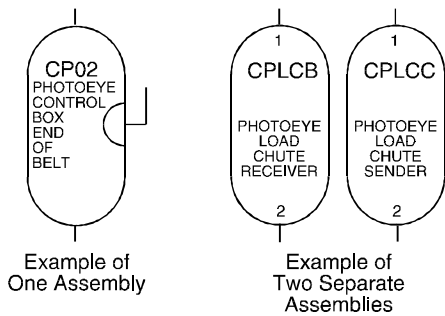 CP02
PHOTOEYE
CONTROL
BOX
END
OF
BELT
Example of
One Assembly
1
CPLCB
PHOTOEYE
LOAD
CHUTE
RECEIVER
2
1
CPLCC
PHOTOEYE
LOAD
CHUTE
SENDER
2
Example of
Two Separate
Assemblies